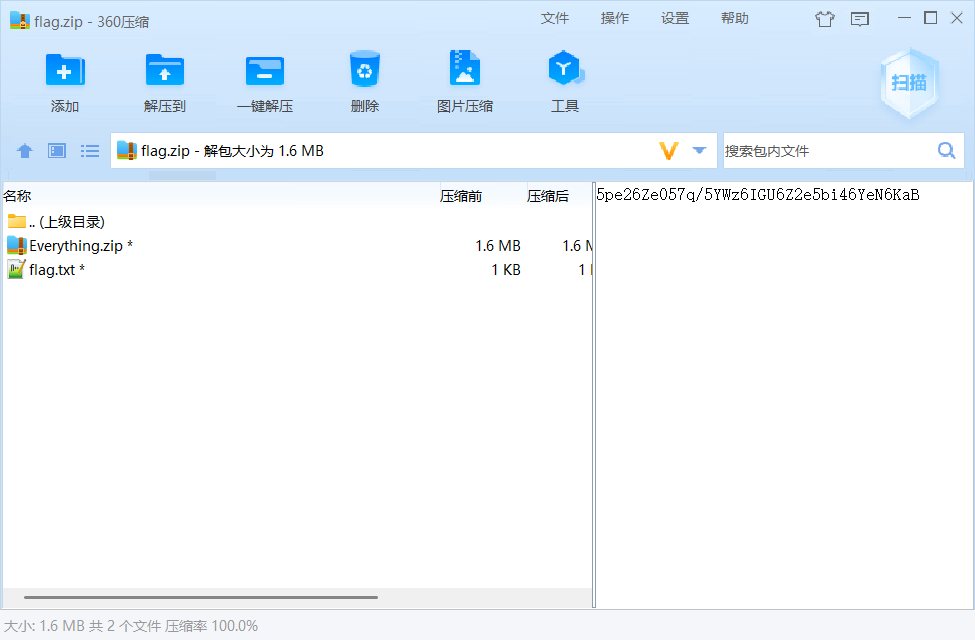 flag.zip - 360压缩
文件 操作 设置 帮助
添加 解压到 一键解压 删除 图片压缩 工具
扫描
flag.zip - 解包大小为 1.6 MB
搜索包内文件
名称 压缩前 压缩后
5pe26Ze057q/5YWz6IGU6Z2e5bi46YeN6KaB
.. (上级目录)
Everything.zip * 1.6 MB 1.6 M
flag.txt * 1 KB 1
大小: 1.6 MB 共 2 个文件 压缩率 100.0%